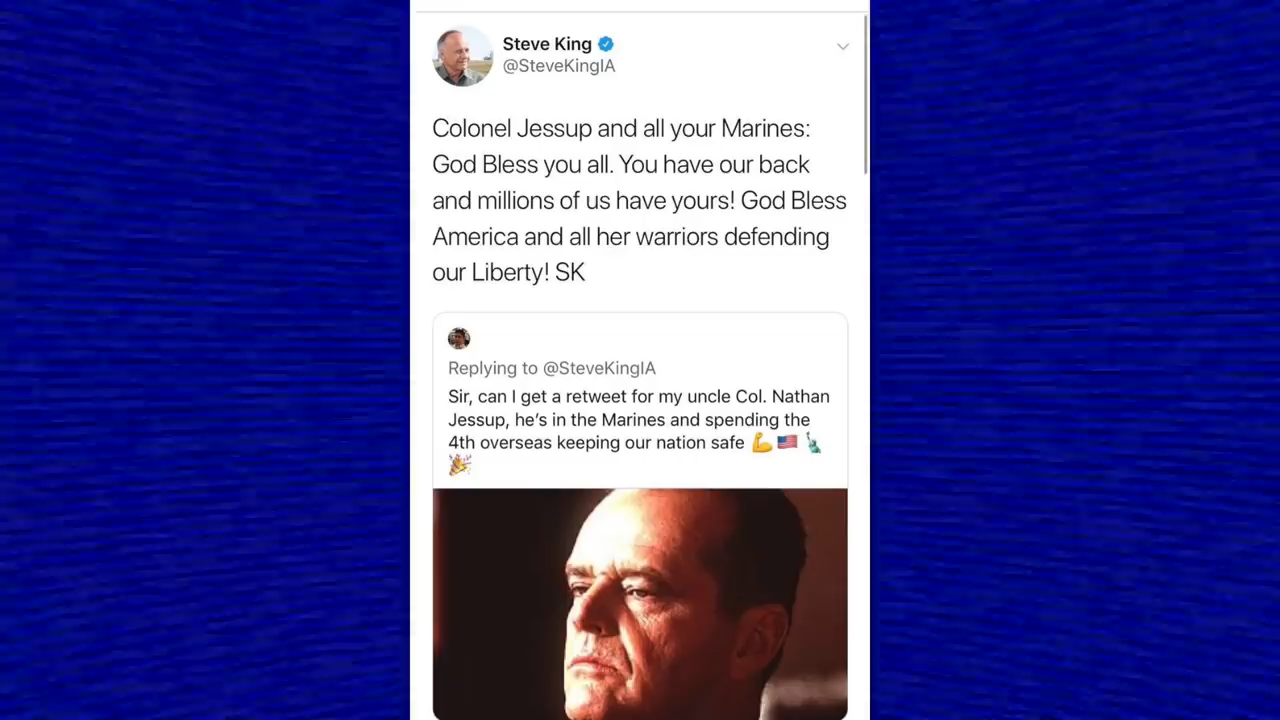 Steve King
@SteveKingIA
Colonel Jessup and all your Marines:
God Bless you all. You have our back
and millions of us have yours! God Bless
America and all her warriors defending
our Liberty! SK
Replying to @SteveKingIA
Sir, can I get a retweet for my uncle Col. Nathan
Jessup, he's in the Marines and spending the
4th overseas keeping our nation safe 💪🇺🇸🗽
🎉